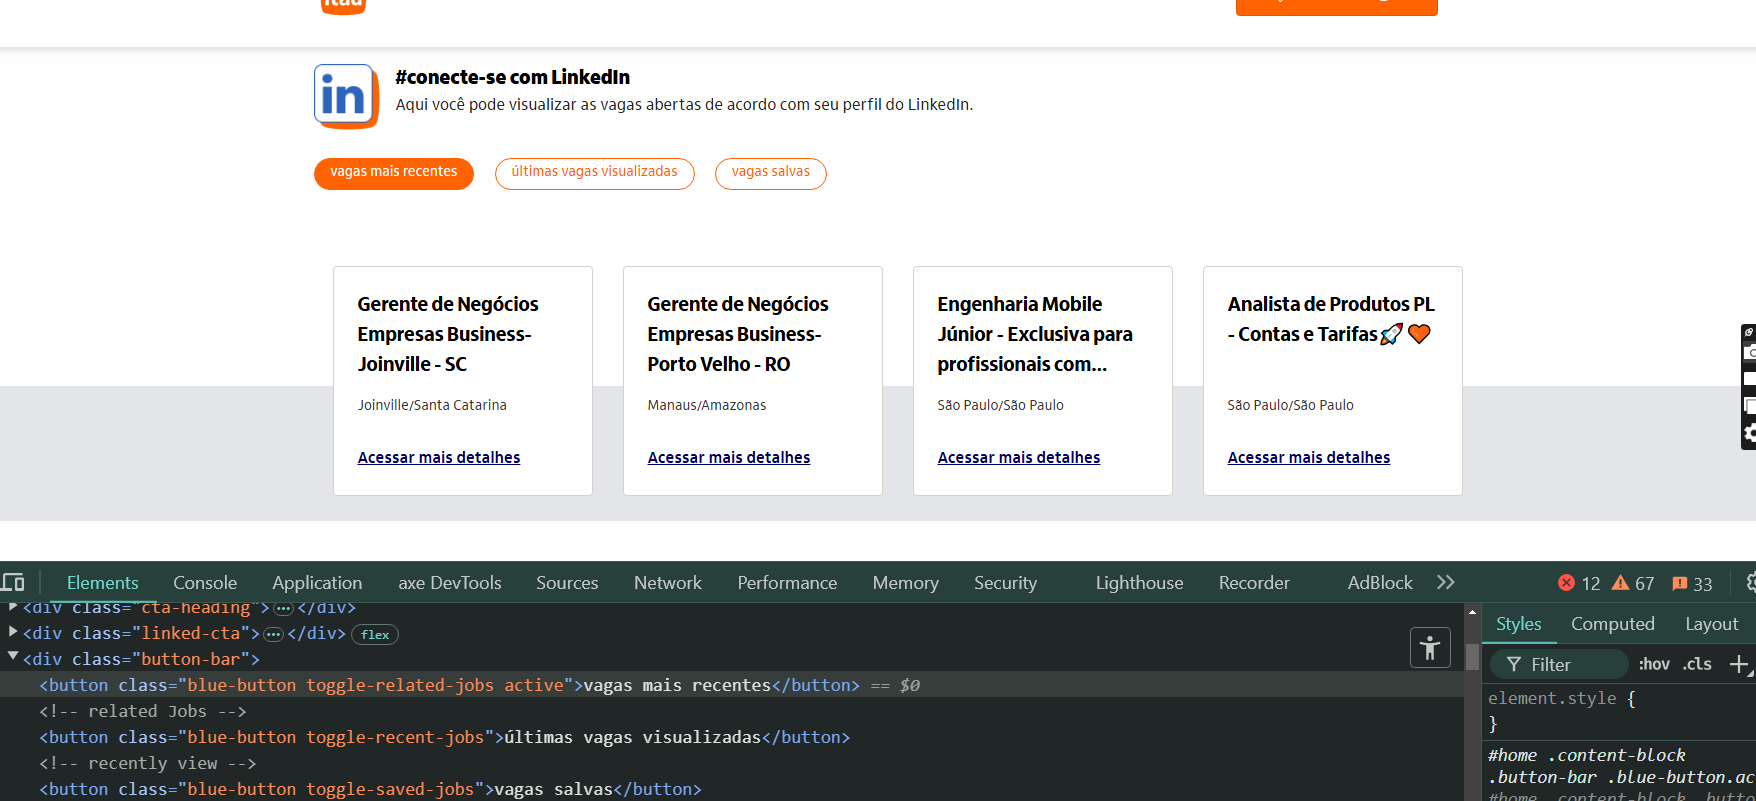 itaú
in
#conecte-se com LinkedIn
Aqui você pode visualizar as vagas abertas de acordo com seu perfil do LinkedIn.
vagas mais recentes
últimas vagas visualizadas
vagas salvas
Gerente de Negócios
Empresas Business-
Joinville - SC
Joinville/Santa Catarina
Acessar mais detalhes
Gerente de Negócios
Empresas Business-
Porto Velho - RO
Manaus/Amazonas
Acessar mais detalhes
Engenharia Mobile
Júnior - Exclusiva para
profissionais com...
São Paulo/São Paulo
Acessar mais detalhes
Analista de Produtos PL
- Contas e Tarifas🚀🧡
São Paulo/São Paulo
Acessar mais detalhes
Elements Console Application axe DevTools Sources Network Performance Memory Security Lighthouse Recorder AdBlock 12 67 33
<div class="cta-heading">…</div>
<div class="linked-cta">…</div> flex
<div class="button-bar">
<button class="blue-button toggle-related-jobs active">vagas mais recentes</button> == $0
<!-- related Jobs -->
<button class="blue-button toggle-recent-jobs">últimas vagas visualizadas</button>
<!-- recently view -->
<button class="blue-button toggle-saved-jobs">vagas salvas</button>
Styles Computed Layout
Filter :hov .cls
element.style {
}
#home .content-block
.button-bar .blue-button.ac
#home .content-block .butto